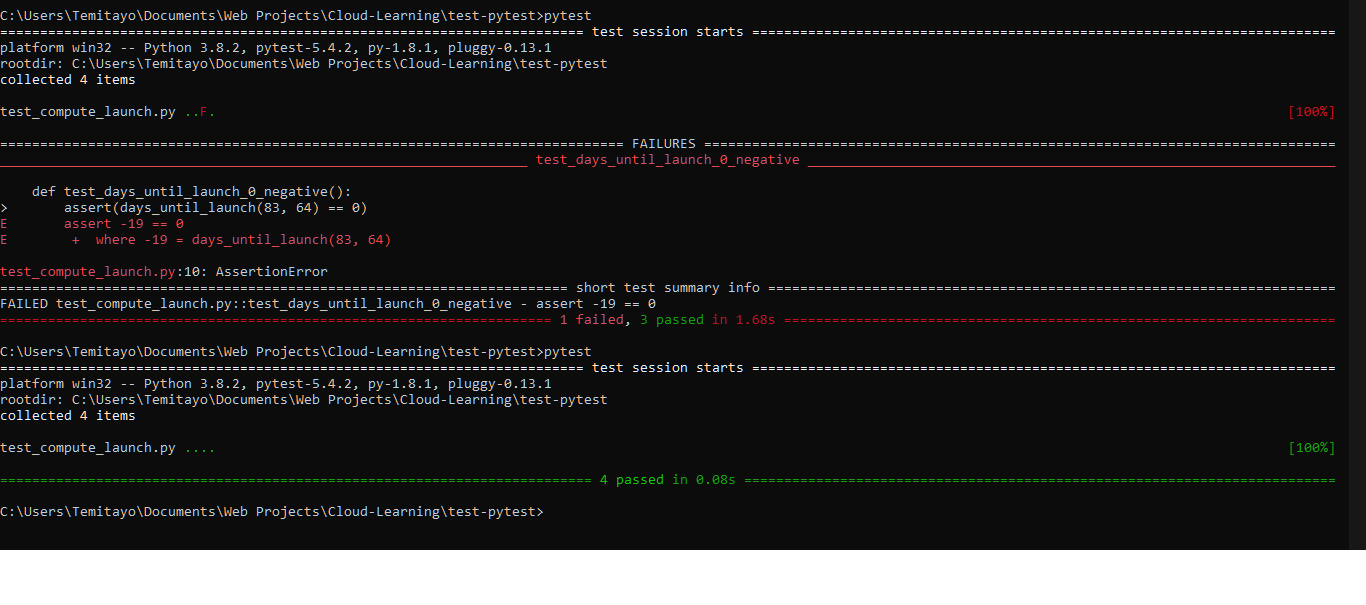 C:\Users\Temitayo\Documents\Web Projects\Cloud-Learning\test-pytest>pytest
========================================================================= test session starts =========================================================================
platform win32 -- Python 3.8.2, pytest-5.4.2, py-1.8.1, pluggy-0.13.1
rootdir: C:\Users\Temitayo\Documents\Web Projects\Cloud-Learning\test-pytest
collected 4 items
test_compute_launch.py ..F. [100%]
============================================================================== FAILURES ===============================================================================
__________________________________________________________________ test_days_until_launch_0_negative __________________________________________________________________
def test_days_until_launch_0_negative():
> assert(days_until_launch(83, 64) == 0)
E assert -19 == 0
E + where -19 = days_until_launch(83, 64)
test_compute_launch.py:10: AssertionError
======================================================================= short test summary info =======================================================================
FAILED test_compute_launch.py::test_days_until_launch_0_negative - assert -19 == 0
===================================================================== 1 failed, 3 passed in 1.68s =====================================================================
C:\Users\Temitayo\Documents\Web Projects\Cloud-Learning\test-pytest>pytest
========================================================================= test session starts =========================================================================
platform win32 -- Python 3.8.2, pytest-5.4.2, py-1.8.1, pluggy-0.13.1
rootdir: C:\Users\Temitayo\Documents\Web Projects\Cloud-Learning\test-pytest
collected 4 items
test_compute_launch.py .... [100%]
========================================================================== 4 passed in 0.08s ==========================================================================
C:\Users\Temitayo\Documents\Web Projects\Cloud-Learning\test-pytest>